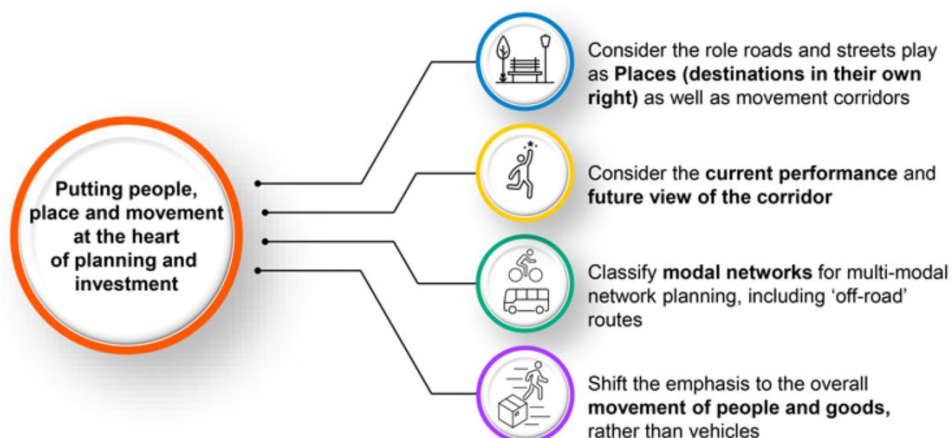 Putting people,
place and movement
at the heart
of planning and
investment
Consider the role roads and streets play
as Places (destinations in their own
right) as well as movement corridors
Consider the current performance and
future view of the corridor
Classify modal networks for multi-modal
network planning, including ‘off-road’
routes
Shift the emphasis to the overall
movement of people and goods,
rather than vehicles